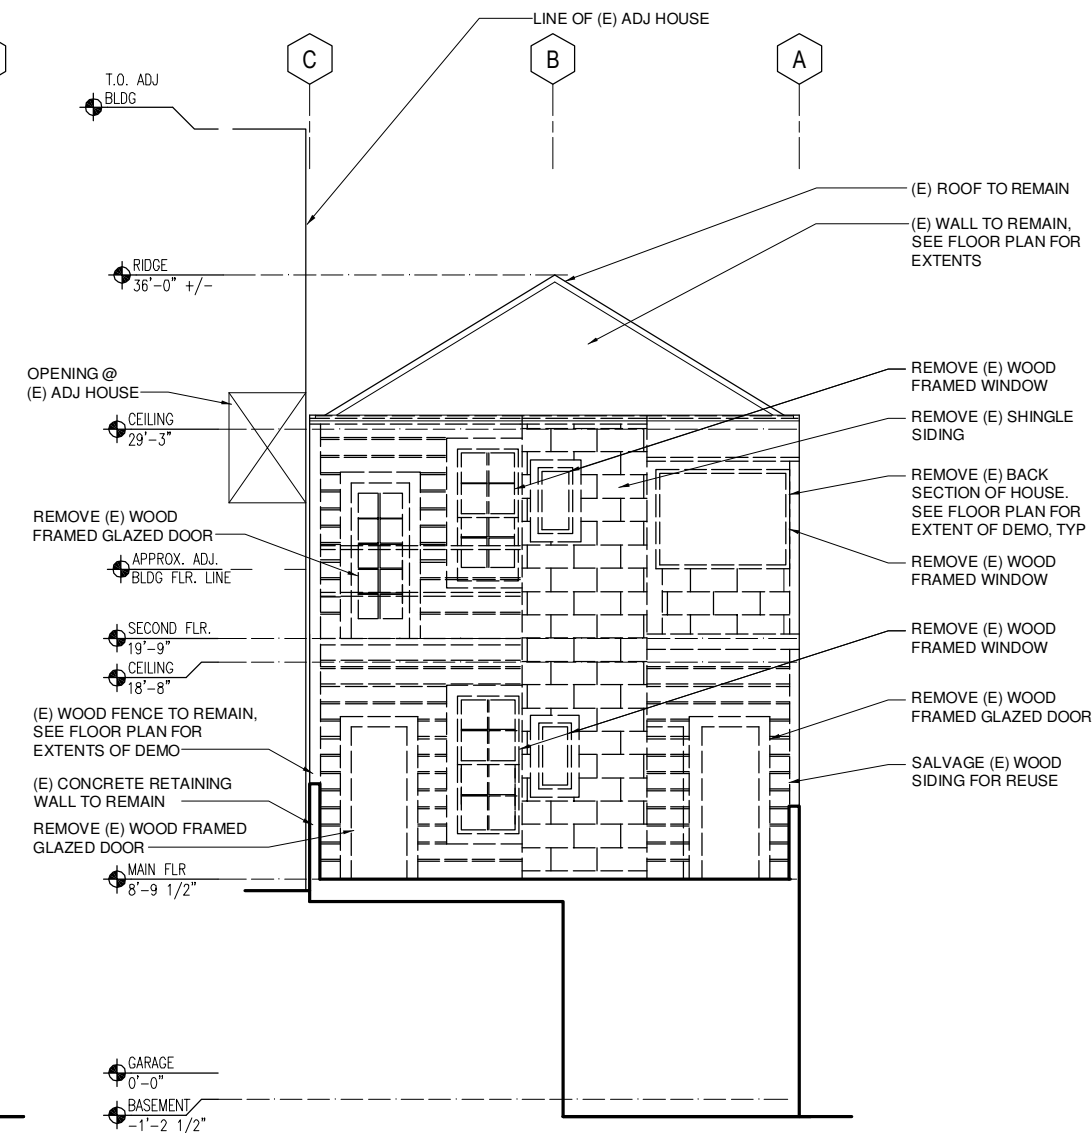 LINE OF (E) ADJ HOUSE
C
B
A
T.O. ADJ
BLDG
(E) ROOF TO REMAIN
(E) WALL TO REMAIN,
SEE FLOOR PLAN FOR
EXTENTS
RIDGE
36'-0" +/-
OPENING @
(E) ADJ HOUSE
CEILING
29'-3"
REMOVE (E) WOOD
FRAMED WINDOW
REMOVE (E) SHINGLE
SIDING
REMOVE (E) BACK
SECTION OF HOUSE.
SEE FLOOR PLAN FOR
EXTENT OF DEMO, TYP
REMOVE (E) WOOD
FRAMED GLAZED DOOR
APPROX. ADJ.
BLDG FLR. LINE
REMOVE (E) WOOD
FRAMED WINDOW
SECOND FLR.
19'-9"
CEILING
18'-8"
REMOVE (E) WOOD
FRAMED WINDOW
(E) WOOD FENCE TO REMAIN,
SEE FLOOR PLAN FOR
EXTENTS OF DEMO
REMOVE (E) WOOD
FRAMED GLAZED DOOR
(E) CONCRETE RETAINING
WALL TO REMAIN
SALVAGE (E) WOOD
SIDING FOR REUSE
REMOVE (E) WOOD FRAMED
GLAZED DOOR
MAIN FLR
8'-9 1/2"
GARAGE
0'-0"
BASEMENT
-1'-2 1/2"